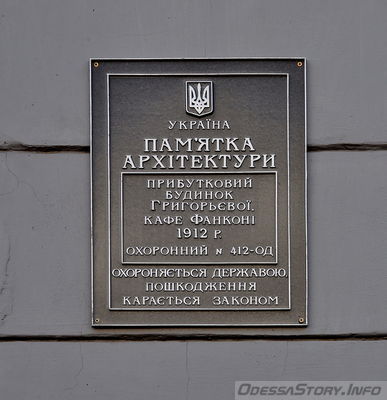 УКРАЇНА
ПАМ'ЯТКА
АРХІТЕКТУРИ
ПРИБУТКОВИЙ
БУДИНОК
ГРИГОРЬЄВОЇ.
КАФЕ ФАНКОНІ
1912 Р.
ОХОРОННИЙ № 412-ОД
ОХОРОНЯЄТЬСЯ ДЕРЖАВОЮ.
ПОШКОДЖЕННЯ
КАРАЄТЬСЯ ЗАКОНОМ
OdessaStory.Info